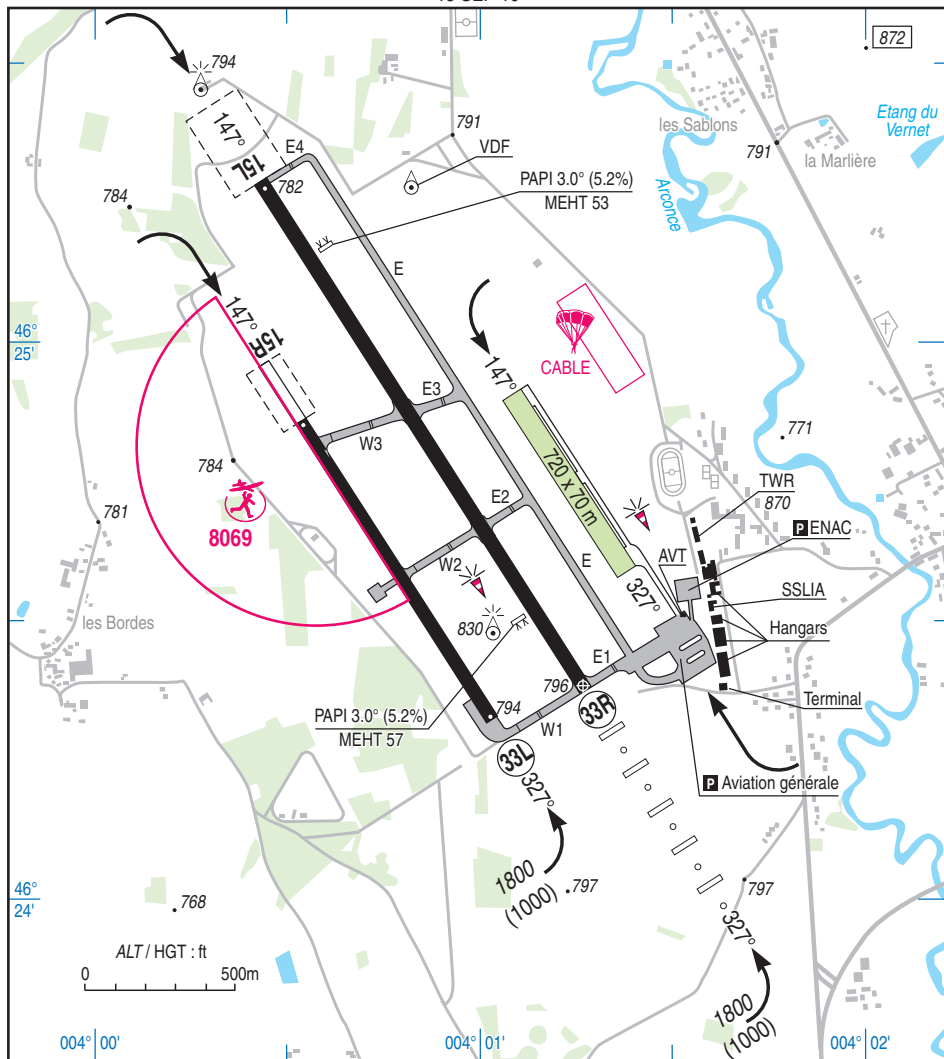 794
872
147°
15L
E4
791
VDF
les Sablons
791
la Marlière
Etang du
Vernet
782
PAPI 3.0° (5.2%)
MEHT 53
784
Arconce
E
147°
15R
46°
25'
147°
CABLE
E3
W3
720 x 70 m
771
784
TWR
870
8069
781
E2
P ENAC
W2
AVT
E
SSLIA
327°
Hangars
les Bordes
830
E1
796
Terminal
PAPI 3.0° (5.2%)
MEHT 57
794
W1
33R
33L
327°
P Aviation générale
1800
(1000)
797
797
46°
24'
768
327°
ALT / HGT : ft
0
500m
1800
(1000)
004° 00'
004° 01'
004° 02'